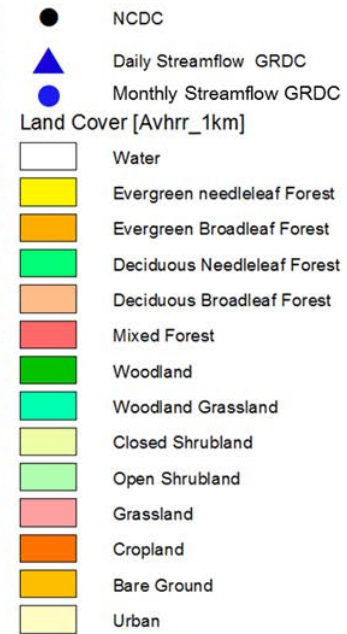 NCDC
Daily Streamflow GRDC
Monthly Streamflow GRDC
Land Cover [Avhrr_1km]
Water
Evergreen needleleaf Forest
Evergreen Broadleaf Forest
Deciduous Needleleaf Forest
Deciduous Broadleaf Forest
Mixed Forest
Woodland
Woodland Grassland
Closed Shrubland
Open Shrubland
Grassland
Cropland
Bare Ground
Urban